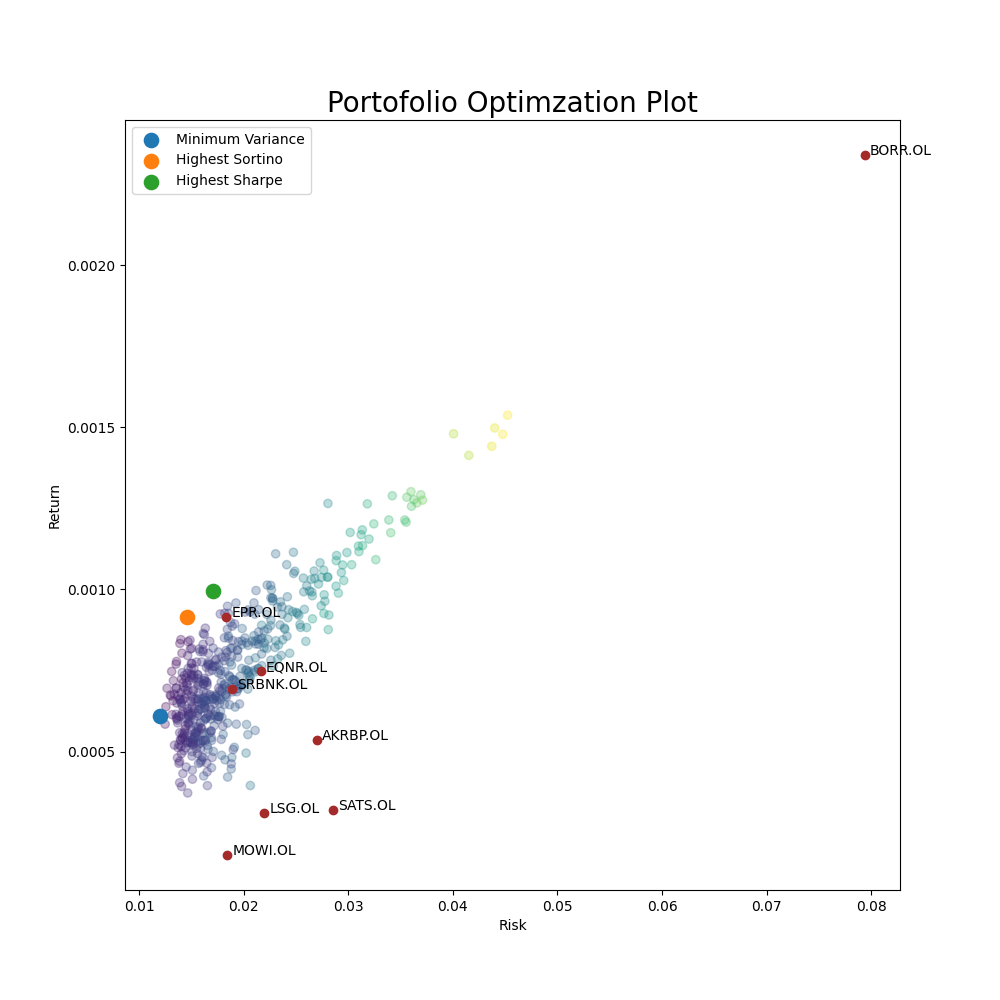 Portofolio Optimzation Plot
Minimum Variance
Highest Sortino
Highest Sharpe
BORR.OL
0.0020
0.0015
Return
0.0010
EPR.OL
EQNR.OL
SRBNK.OL
AKRBP.OL
0.0005
SATS.OL
LSG.OL
MOWI.OL
0.01 0.02 0.03 0.04 0.05 0.06 0.07 0.08
Risk